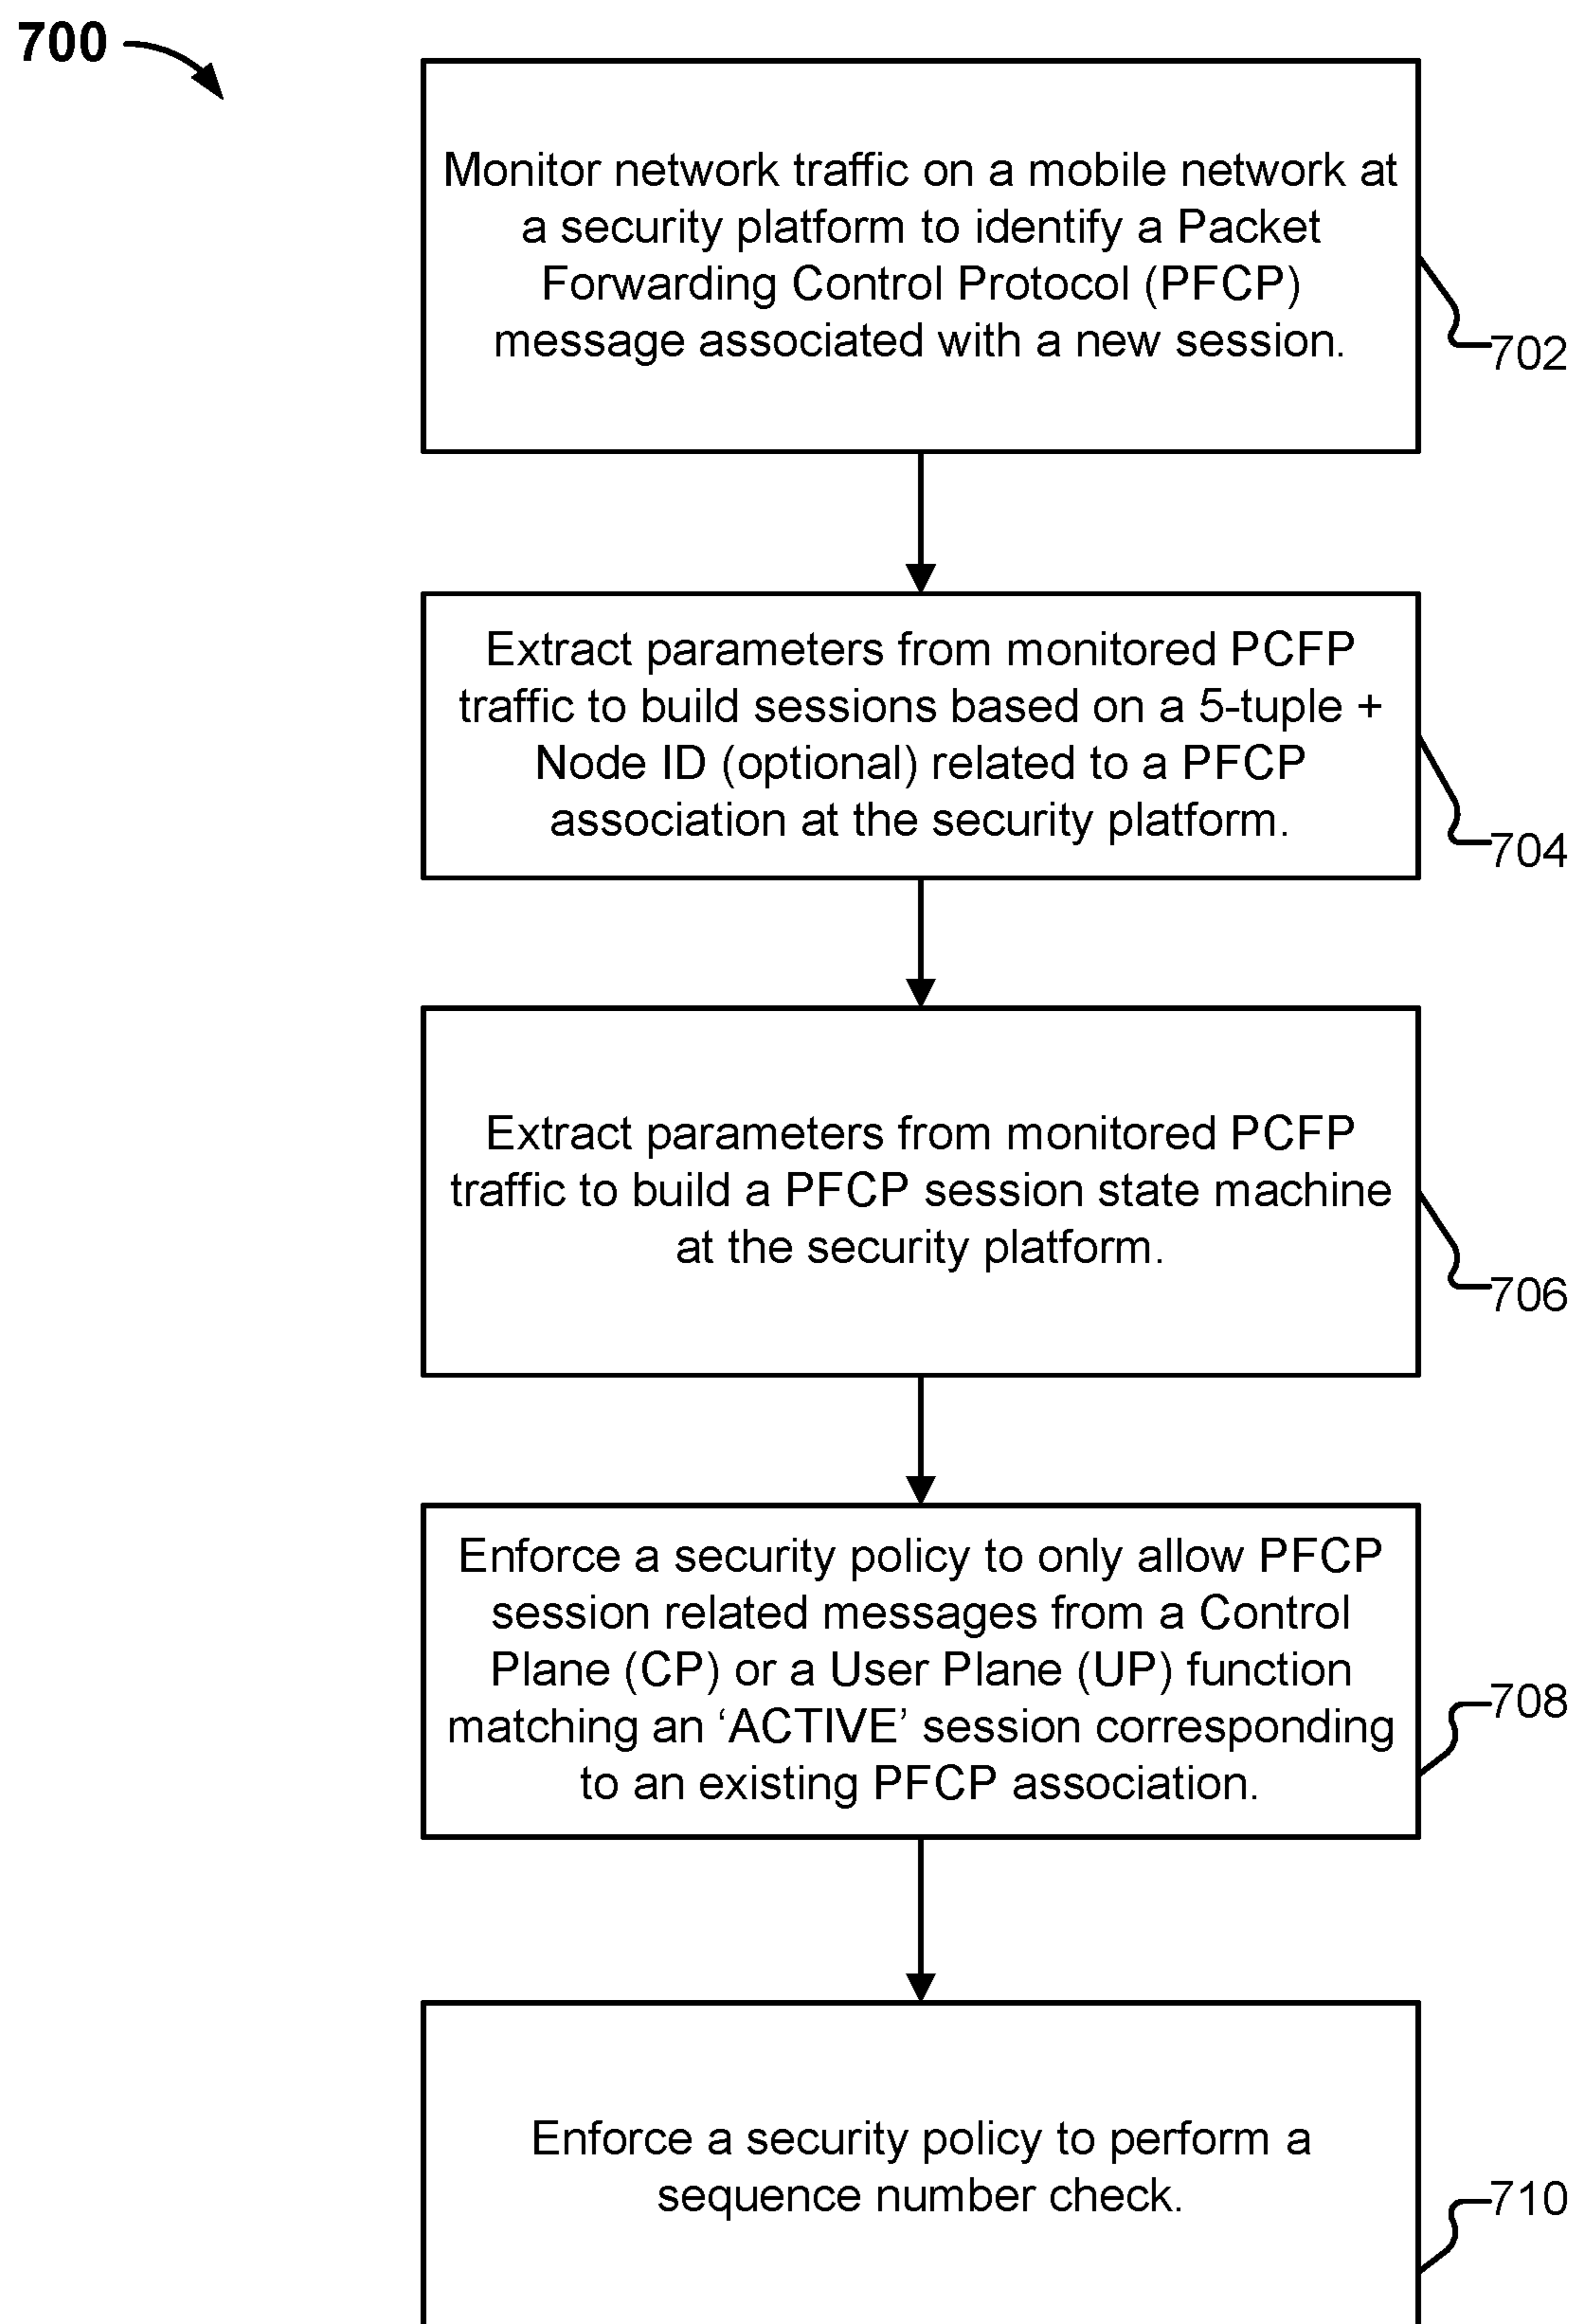 700
Monitor network traffic on a mobile network at
a security platform to identify a Packet
Forwarding Control Protocol (PFCP)
message associated with a new session.
702
Extract parameters from monitored PCFP
traffic to build sessions based on a 5-tuple +
Node ID (optional) related to a PFCP
association at the security platform.
704
Extract parameters from monitored PCFP
traffic to build a PFCP session state machine
at the security platform.
706
Enforce a security policy to only allow PFCP
session related messages from a Control
Plane (CP) or a User Plane (UP) function
matching an ‘ACTIVE’ session corresponding
to an existing PFCP association.
708
Enforce a security policy to perform a
sequence number check.
710